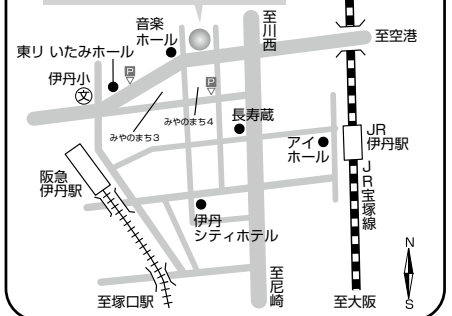 音楽
ホール
至川西
至空港
東リ いたみホール
P
伊丹小
文
P
みやのまち3
みやのまち4
長寿蔵
アイ
ホール
JR
伊丹駅
阪急
伊丹駅
JR宝塚線
伊丹
シティホテル
N
S
至塚口駅
至尼崎
至大阪